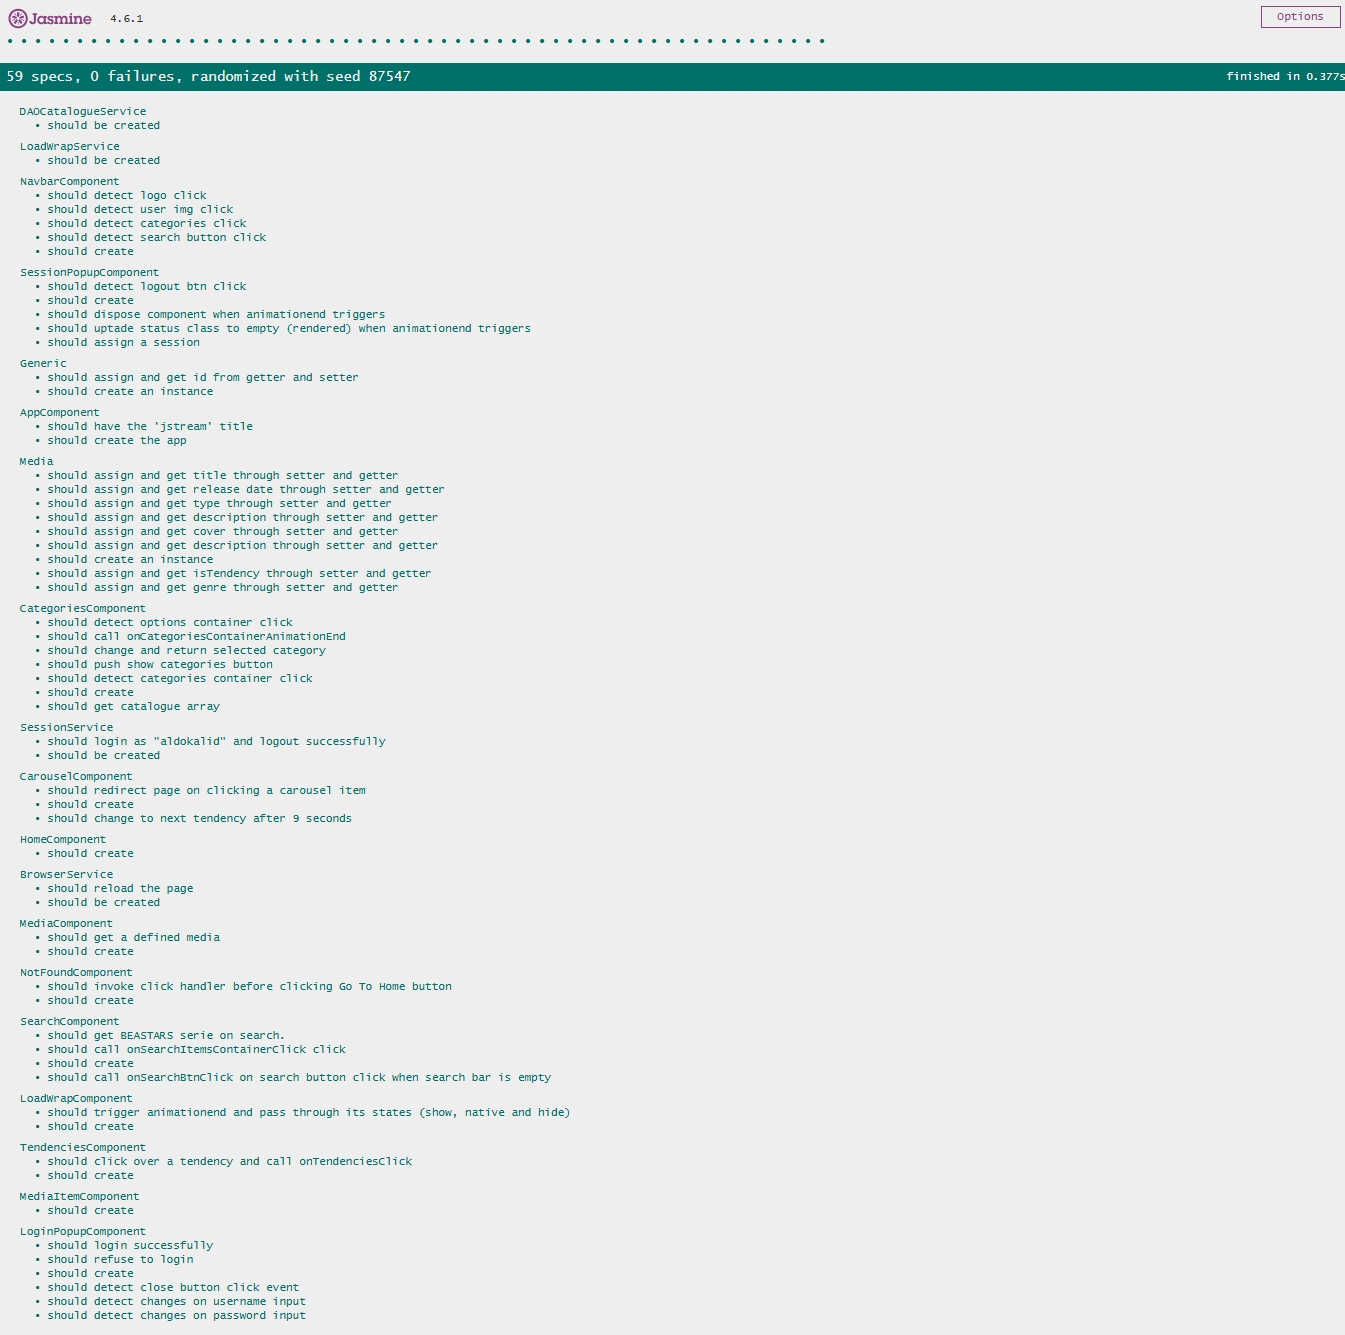 Jasmine 4.6.1 Options
59 specs, 0 failures, randomized with seed 87547 finished in 0.377s
DAOCatalogueService
• should be created
LoadWrapService
• should be created
NavbarComponent
• should detect logo click
• should detect user img click
• should detect categories click
• should detect search button click
• should create
SessionPopupComponent
• should detect logout btn click
• should create
• should dispose component when animationend triggers
• should uptade status class to empty (rendered) when animationend triggers
• should assign a session
Generic
• should assign and get id from getter and setter
• should create an instance
AppComponent
• should have the 'jstream' title
• should create the app
Media
• should assign and get title through setter and getter
• should assign and get release date through setter and getter
• should assign and get type through setter and getter
• should assign and get description through setter and getter
• should assign and get cover through setter and getter
• should assign and get description through setter and getter
• should create an instance
• should assign and get isTendency through setter and getter
• should assign and get genre through setter and getter
CategoriesComponent
• should detect options container click
• should call onCategoriesContainerAnimationEnd
• should change and return selected category
• should push show categories button
• should detect categories container click
• should create
• should get catalogue array
SessionService
• should login as "aldokalid" and logout successfully
• should be created
CarouselComponent
• should redirect page on clicking a carousel item
• should create
• should change to next tendency after 9 seconds
HomeComponent
• should create
BrowserService
• should reload the page
• should be created
MediaComponent
• should get a defined media
• should create
NotFoundComponent
• should invoke click handler before clicking Go To Home button
• should create
SearchComponent
• should get BEASTARS serie on search.
• should call onSearchItemsContainerClick click
• should create
• should call onSearchBtnClick on search button click when search bar is empty
LoadWrapComponent
• should trigger animationend and pass through its states (show, native and hide)
• should create
TendenciesComponent
• should click over a tendency and call onTendenciesClick
• should create
MediaItemComponent
• should create
LoginPopupComponent
• should login successfully
• should refuse to login
• should create
• should detect close button click event
• should detect changes on username input
• should detect changes on password input